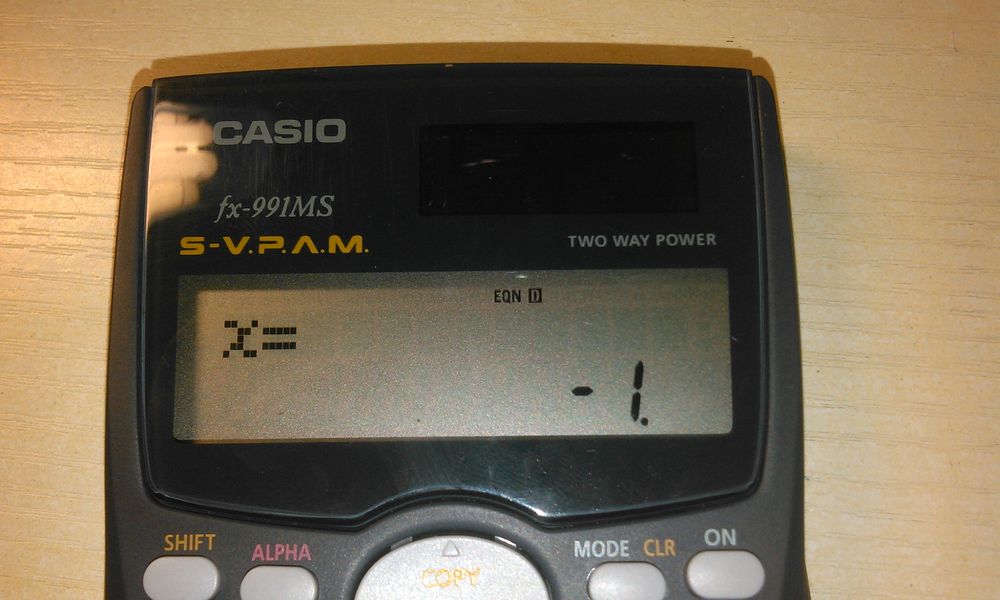 CASIO
fx-991MS
S-V.P.A.M.
TWO WAY POWER
EQN D
x=
-1.
SHIFT
ALPHA
COPY
MODE CLR
ON